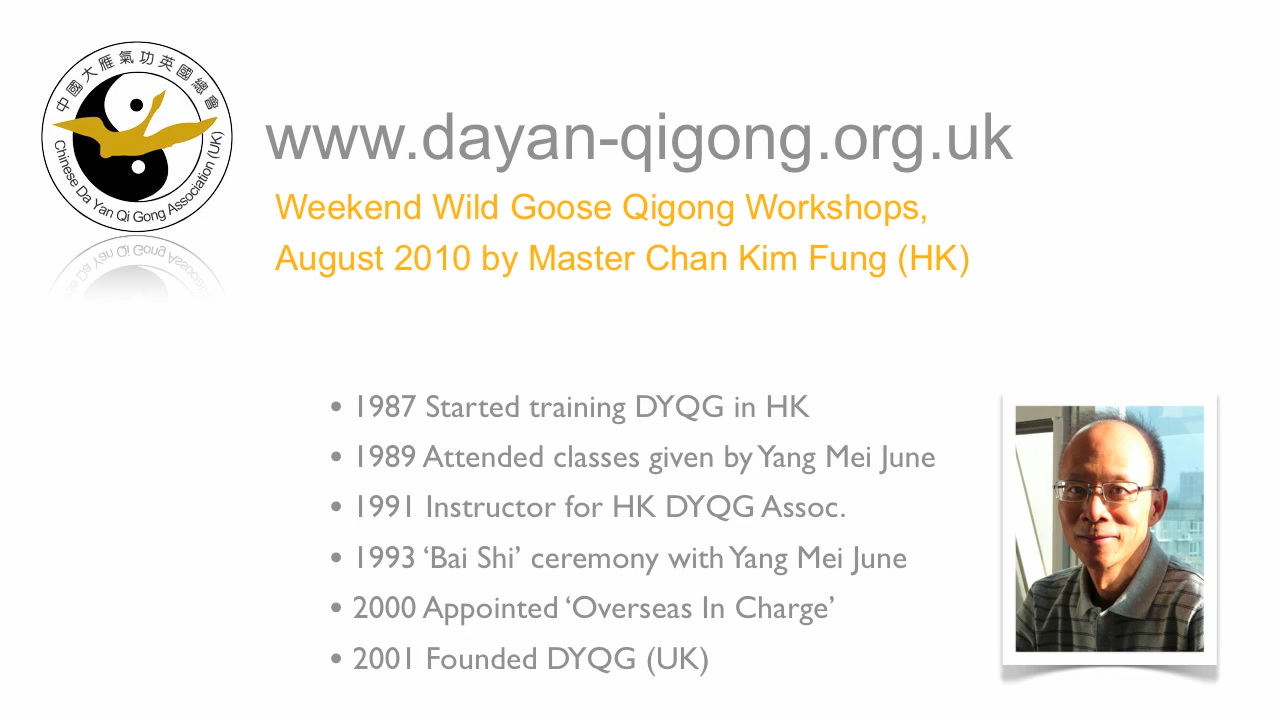 中國大雁氣功英國總會
Chinese Da Yan Qi Gong Association (UK)
www.dayan-qigong.org.uk
Weekend Wild Goose Qigong Workshops,
August 2010 by Master Chan Kim Fung (HK)
• 1987 Started training DYQG in HK
• 1989 Attended classes given by Yang Mei June
• 1991 Instructor for HK DYQG Assoc.
• 1993 ‘Bai Shi’ ceremony with Yang Mei June
• 2000 Appointed ‘Overseas In Charge’
• 2001 Founded DYQG (UK)